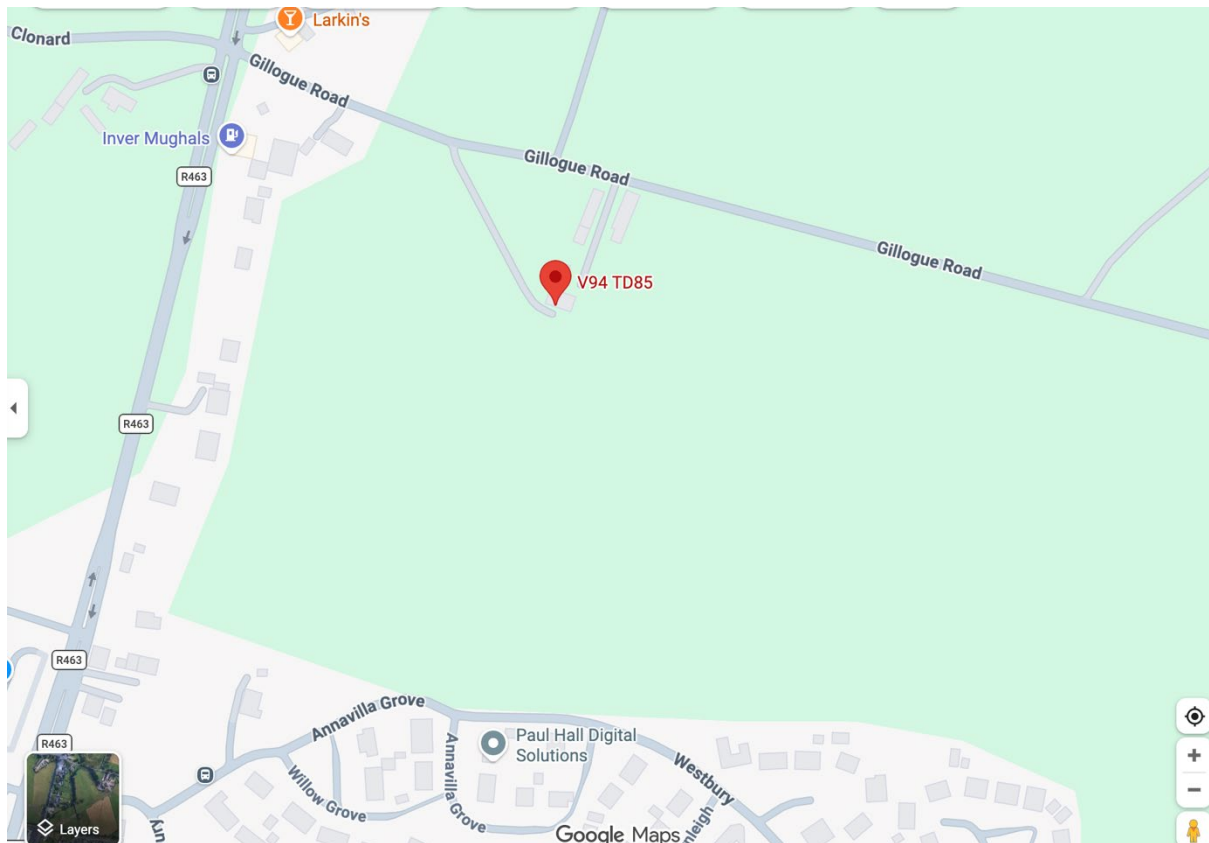 Larkin's
Clonard
Gillogue Road
Inver Mughals
Gillogue Road
R463
Gillogue Road
V94 TD85
R463
R463
Annavilla Grove
Paul Hall Digital
Solutions
Annavilla Grove
R463
Willow Grove
Westbury
Layers
Google Maps